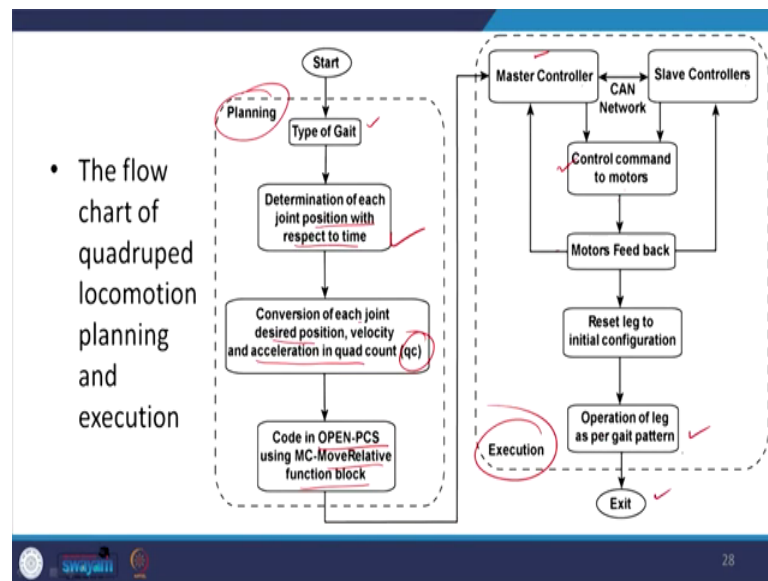 • The flow
chart of
quadruped
locomotion
planning
and
execution
Start
Planning
Type of Gait
Determination of each
joint position with
respect to time
Conversion of each joint
desired position, velocity
and acceleration in quad count (qc)
Code in OPEN-PCS
using MC-MoveRelative
function block
Master Controller
CAN
Network
Slave Controllers
Control command
to motors
Motors Feed back
Reset leg to
initial configuration
Operation of leg
as per gait pattern
Execution
Exit
swayam
28